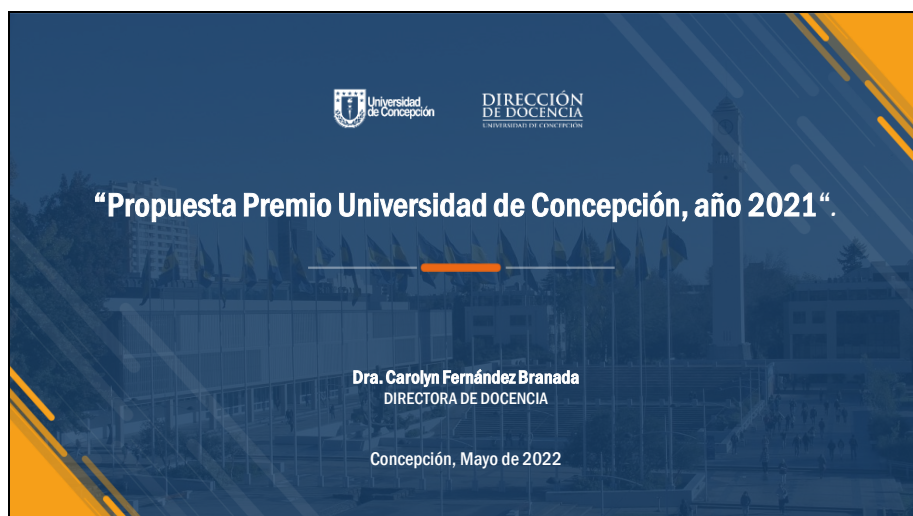 Universidad
de Concepción
DIRECCIÓN
DE DOCENCIA
UNIVERSIDAD DE CONCEPCIÓN
“Propuesta Premio Universidad de Concepción, año 2021“.
Dra. Carolyn Fernández Branada
DIRECTORA DE DOCENCIA
Concepción, Mayo de 2022